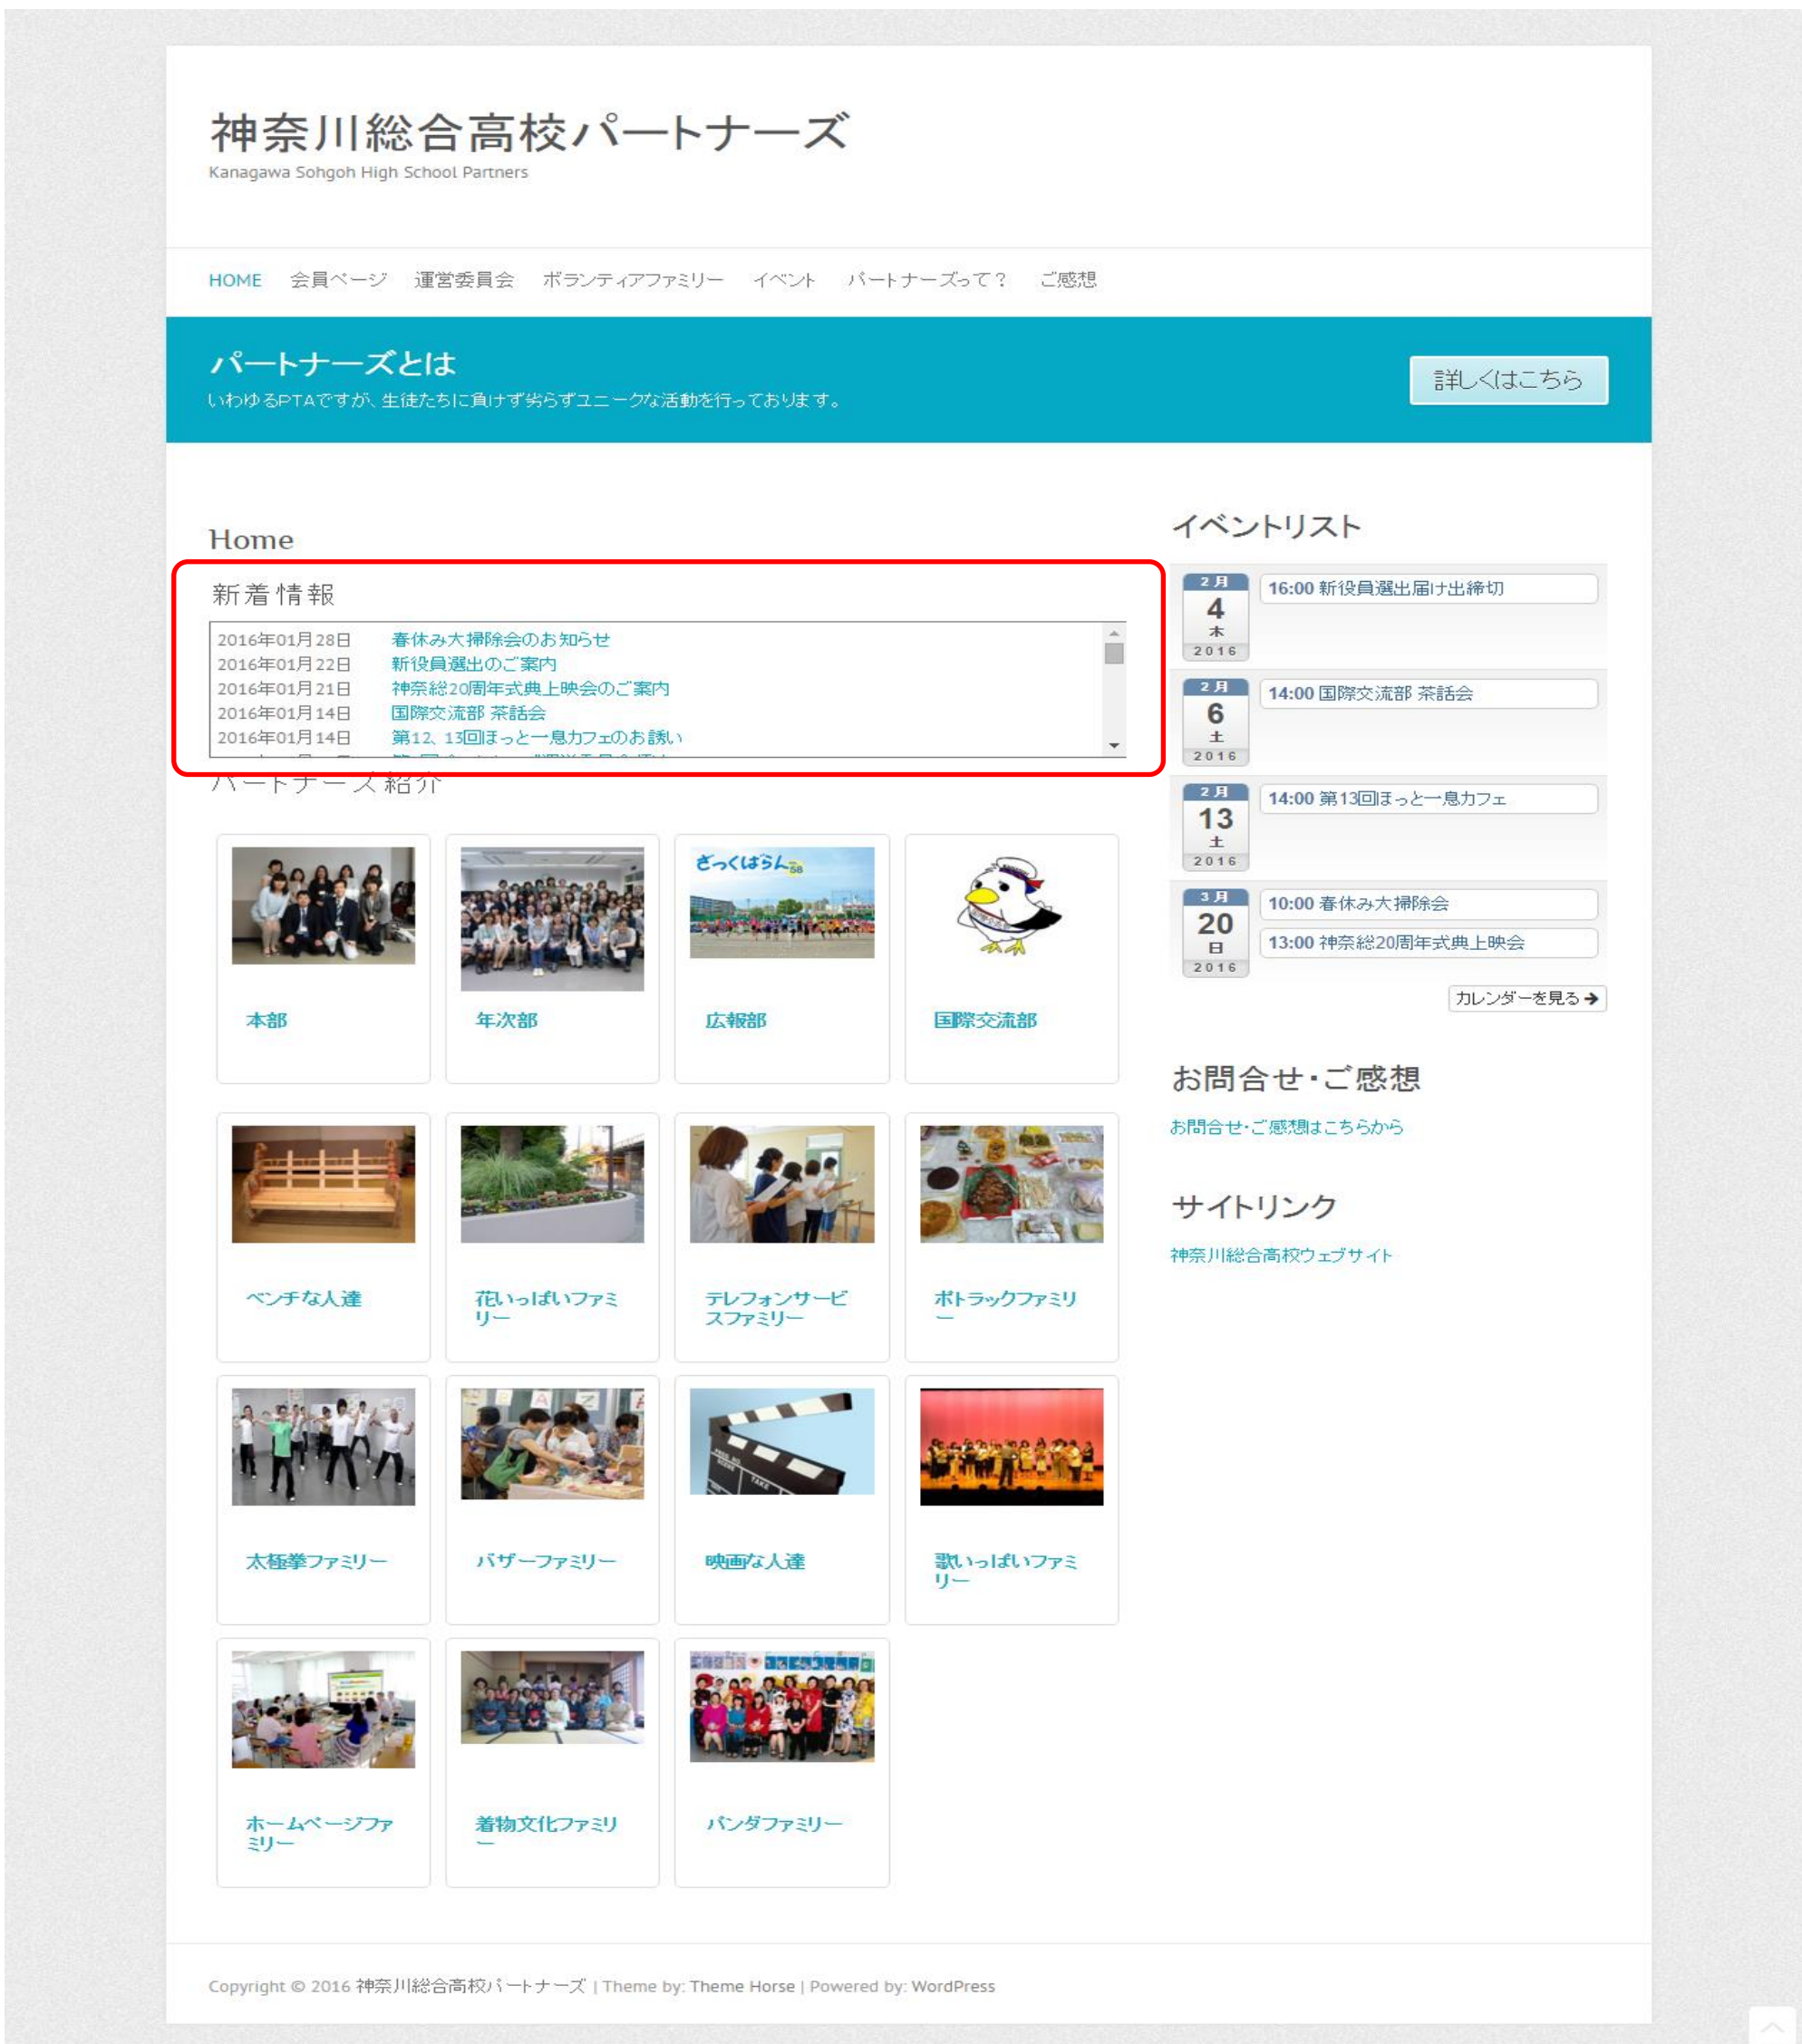 神奈川総合高校パートナーズ
Kanagawa Sohgoh High School Partners
HOME 会員ページ 運営委員会 ボランティアファミリー イベント パートナーズって? ご感想
パートナーズとは
いわゆるPTAですが、生徒たちに負けず劣らずユニークな活動を行っております。
詳しくはこちら
Home
新着情報
2016年01月28日 春休み大掃除会のお知らせ
2016年01月22日 新役員選出のご案内
2016年01月21日 神奈総20周年式典上映会のご案内
2016年01月14日 国際交流部 茶話会
2016年01月14日 第12、13回ほっと一息カフェのお誘い
パートナーズ紹介
ざっくばらん 58
本部
年次部
広報部
国際交流部
ベンチな人達
花いっぱいファミ
リー
テレフォンサービ
スファミリー
ポトラックファミリ
ー
太極拳ファミリー
バザーファミリー
映画な人達
歌いっぱいファミ
リー
ホームページファ
ミリー
着物文化ファミリ
ー
パンダファミリー
イベントリスト
2月
4
木
2016
16:00 新役員選出届け出締切
2月
6
土
2016
14:00 国際交流部 茶話会
2月
13
土
2016
14:00 第13回ほっと一息カフェ
3月
20
日
2016
10:00 春休み大掃除会
13:00 神奈総20周年式典上映会
カレンダーを見る
お問合せ・ご感想
お問合せ・ご感想はこちらから
サイトリンク
神奈川総合高校ウェブサイト
Copyright © 2016 神奈川総合高校パートナーズ | Theme by: Theme Horse | Powered by: WordPress